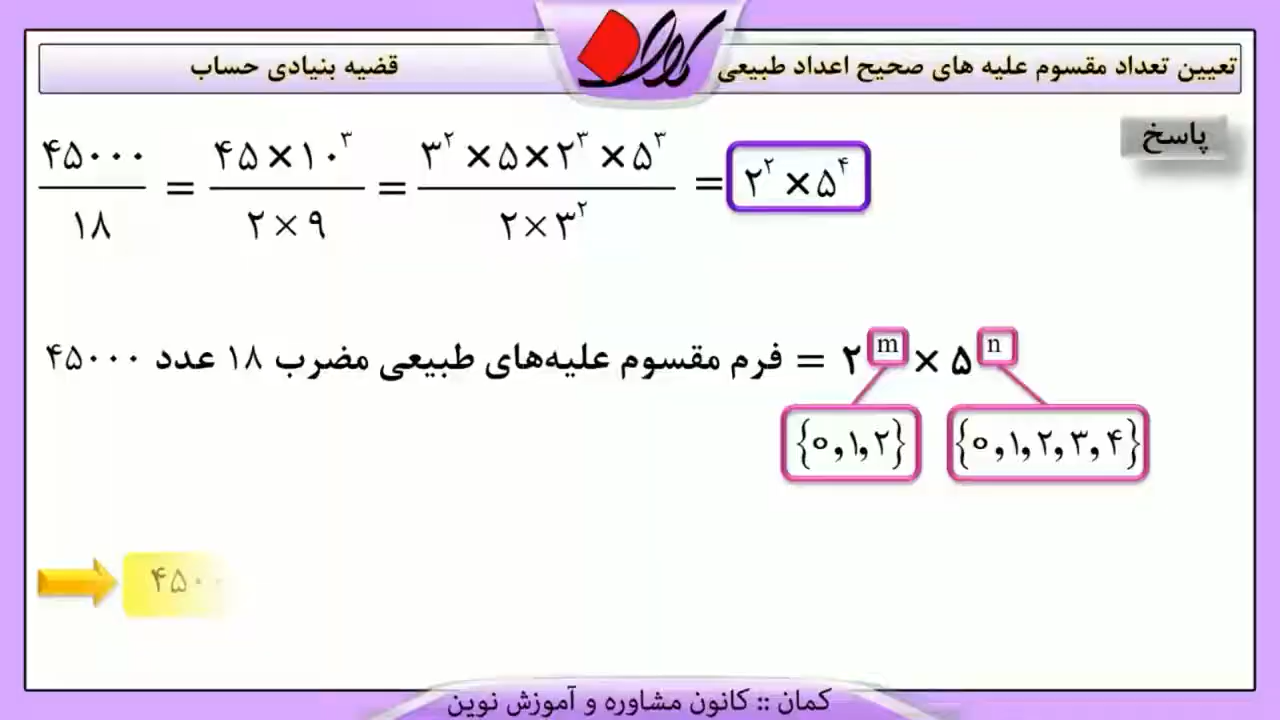 تعیین تعداد مقسوم علیه های صحیح اعداد طبیعی
قضیه بنیادی حساب
پاسخ
۴۵۰۰۰/۱۸ = ۴۵×۱۰^۳/۲×۹ = ۳^۲×۵×۲^۳×۵^۳/۲×۳^۲ = ۲^۲×۵^۴
فرم مقسوم علیه‌های طبیعی مضرب ۱۸ عدد ۴۵۰۰۰ = ۲^m × ۵^n
{۰,۱,۲} {۰,۱,۲,۳,۴}
۴۵۰۰
کمان :: کانون مشاوره و آموزش نوین